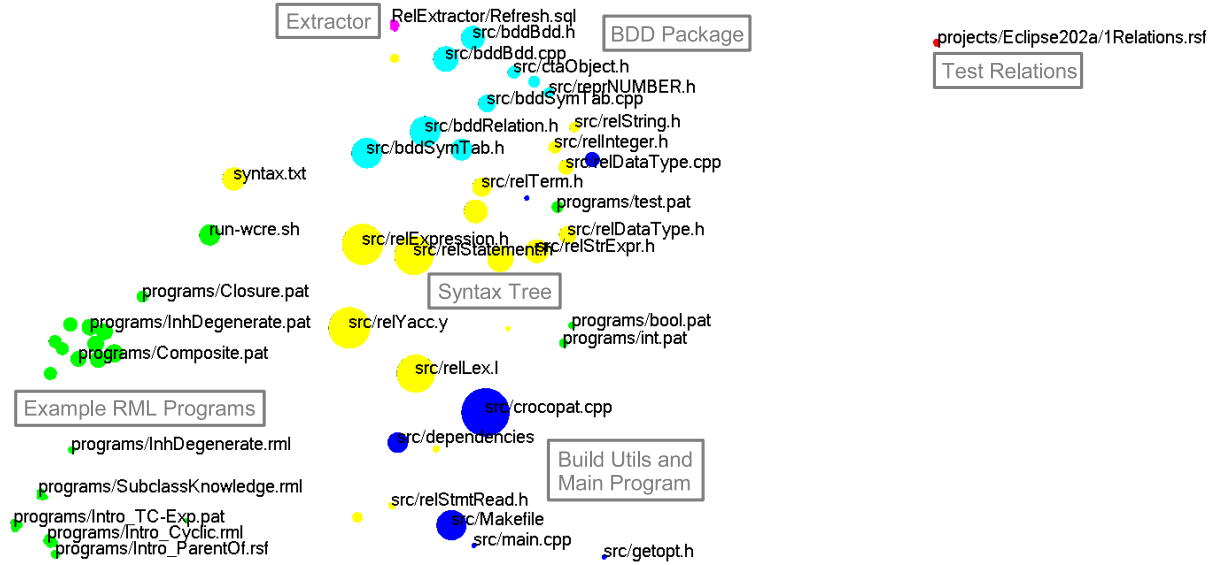 RelExtractor/Refresh.sql
Extractor
src/bddBdd.h
BDD Package
projects/Eclipse202a/1Relations.rsf
src/bddBdd.cpp
src/ctaObject.h
Test Relations
src/reprNUMBER.h
src/bddSymTab.cpp
src/relString.h
src/bddRelation.h
src/relInteger.h
src/bddSymTab.h
src/relDataType.cpp
syntax.txt
src/relTerm.h
programs/test.pat
run-wcre.sh
src/relDataType.h
src/relExpression.h
src/relStatement.h
src/relStrExpr.h
Syntax Tree
programs/Closure.pat
programs/InhDegenerate.pat
src/relYacc.y
programs/bool.pat
programs/int.pat
programs/Composite.pat
src/relLex.l
Example RML Programs
src/crocopat.cpp
src/dependencies
programs/InhDegenerate.rml
Build Utils and
Main Program
programs/SubclassKnowledge.rml
src/relStmtRead.h
programs/Intro_TC-Exp.pat
src/Makefile
programs/Intro_Cyclic.rml
src/main.cpp
programs/Intro_ParentOf.rsf
src/getopt.h